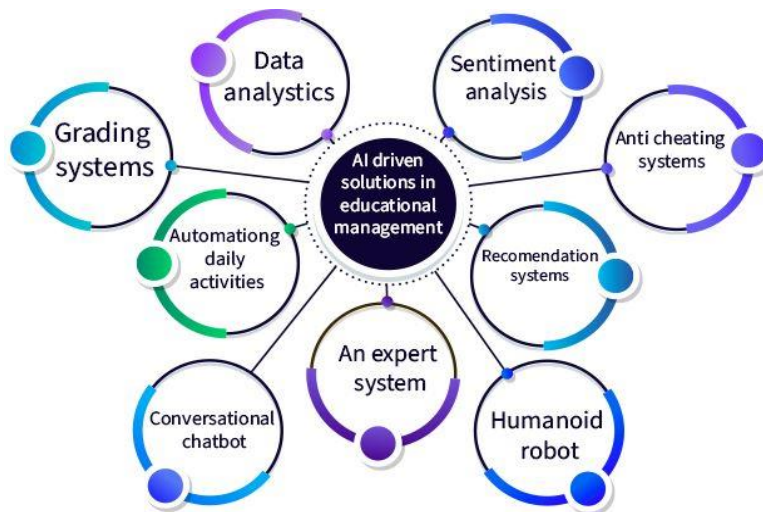 Data
analystics
Sentiment
analysis
Grading
systems
AI driven
solutions in
educational
management
Anti cheating
systems
Automationg
daily
activities
Recomendation
systems
An expert
system
Conversational
chatbot
Humanoid
robot